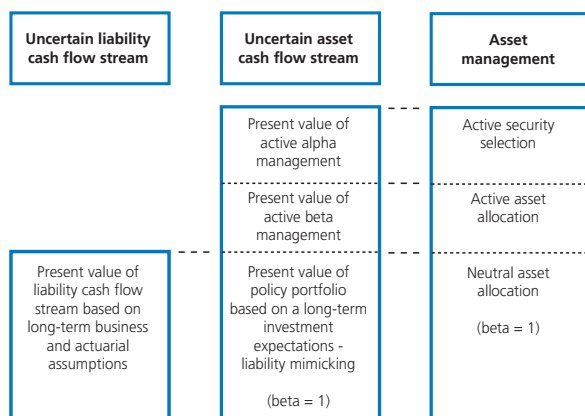 Uncertain liability
cash flow stream
Uncertain asset
cash flow stream
Asset
management
Present value of
active alpha
management
Active security
selection
Present value of
active beta
management
Active asset
allocation
Present value of
liability cash flow
stream based on
long-term business
and actuarial
assumptions
Present value of
policy portfolio
based on a long-term
investment
expectations -
liability mimicking
(beta = 1)
Neutral asset
allocation
(beta = 1)